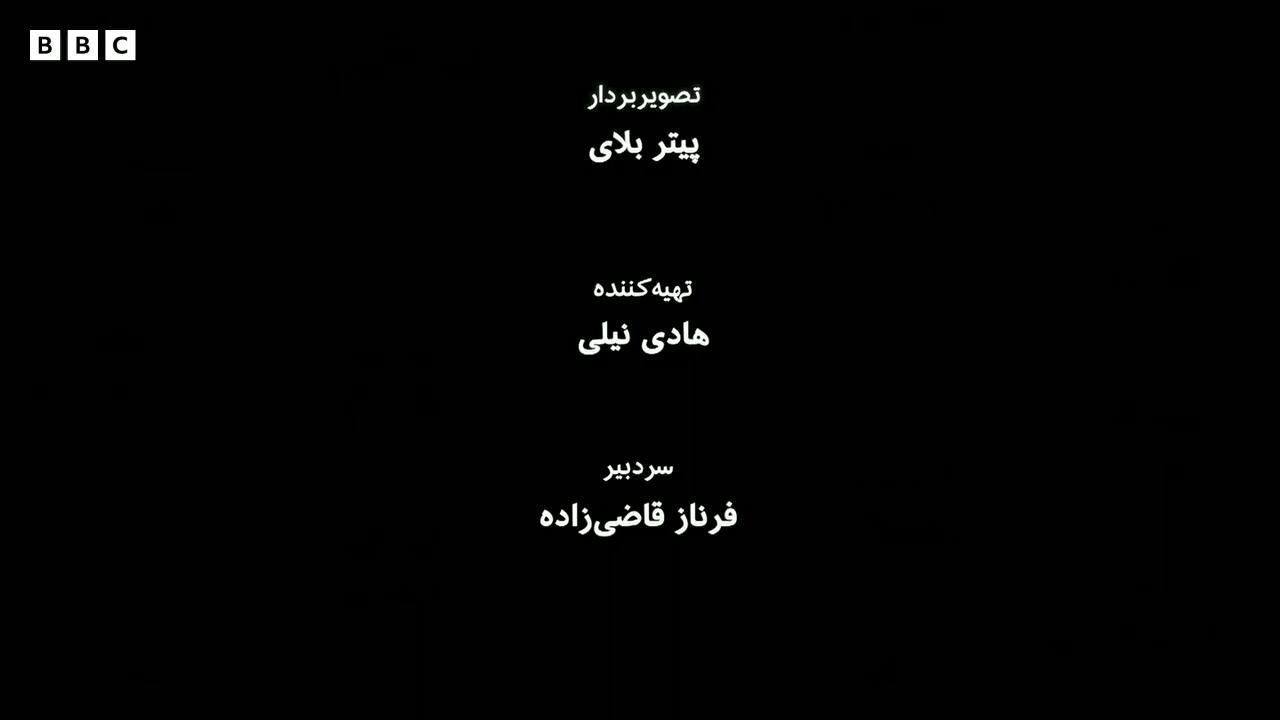 BBC
تصویربردار
پیتر بلای
تهیه‌کننده
هادی نیلی
سردبیر
فرناز قاضی‌زاده